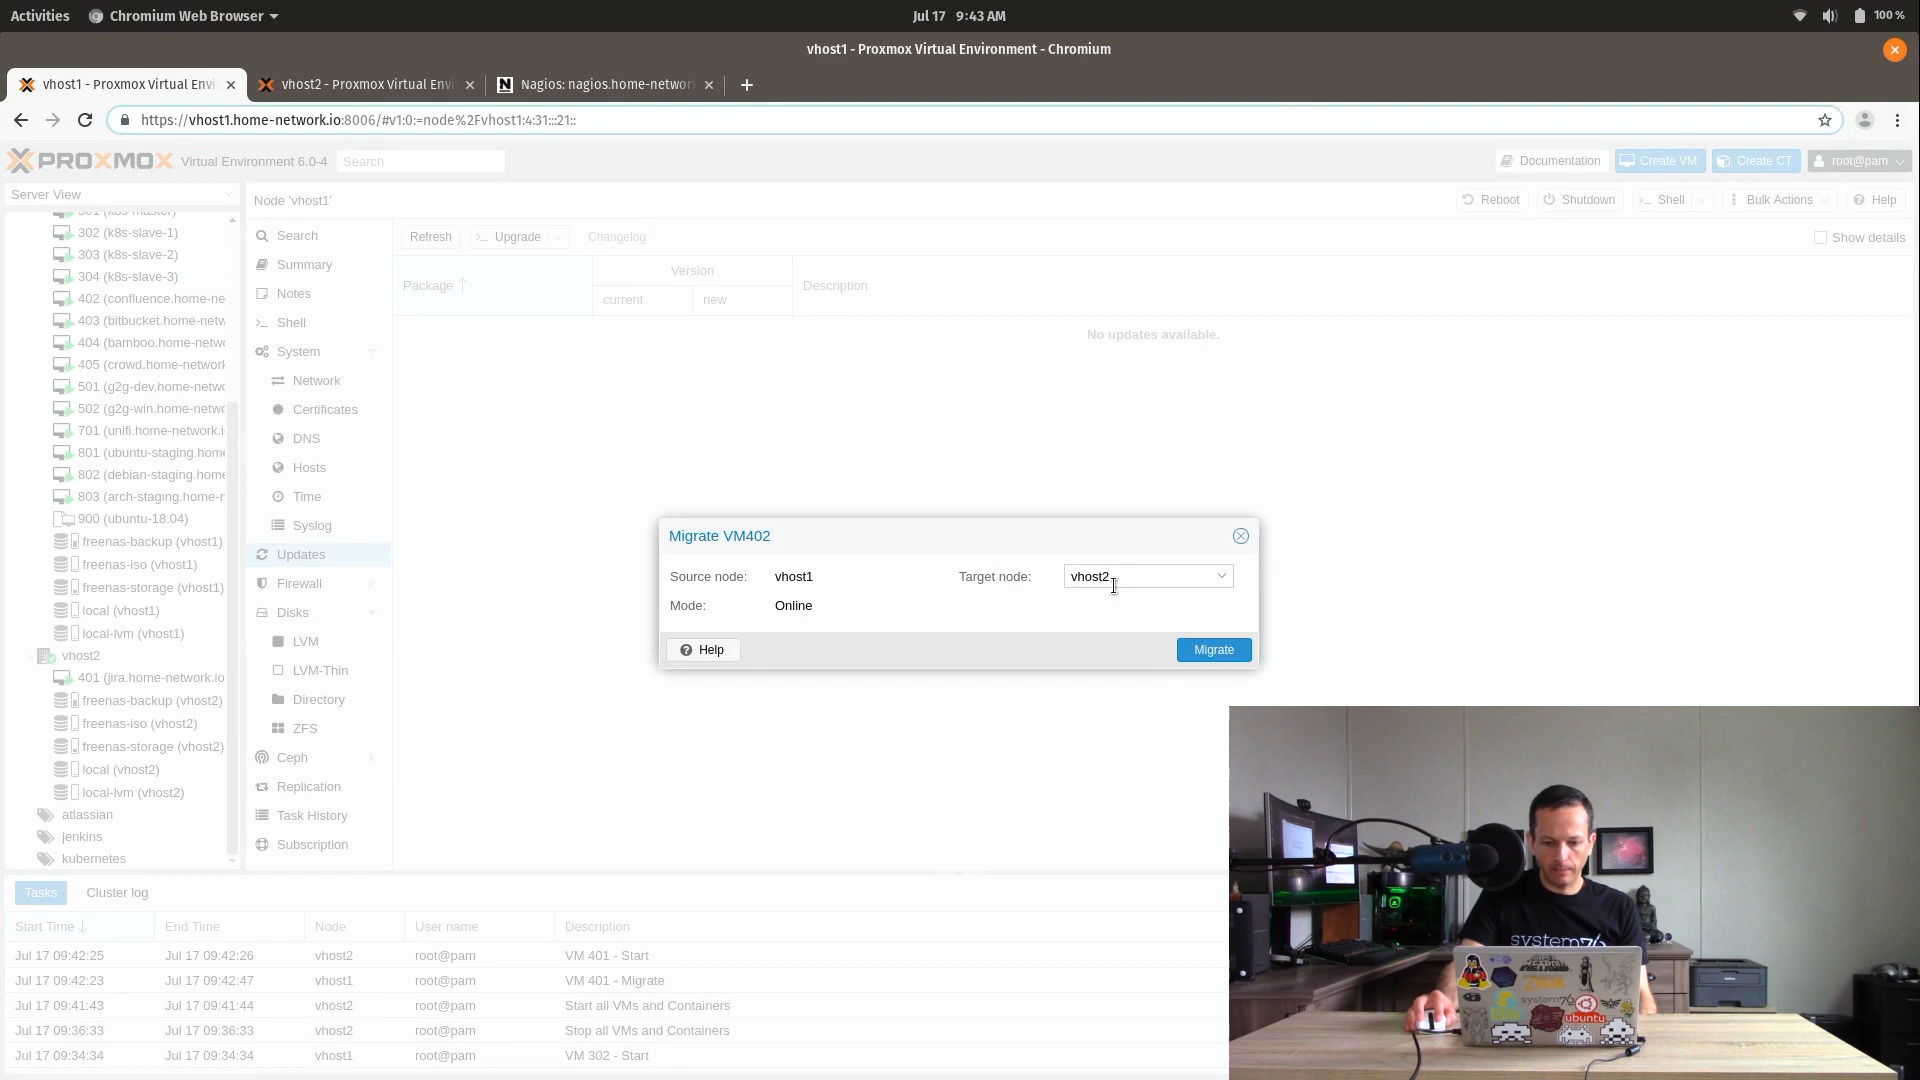 Activities
Chromium Web Browser
Jul 17 9:43 AM
100 %
vhost1 - Proxmox Virtual Environment - Chromium
vhost1 - Proxmox Virtual Envi
vhost2 - Proxmox Virtual Envi
Nagios: nagios.home-networ
https://vhost1.home-network.io:8006/#v1:0:=node%2Fvhost1:4:31:::21::
PROXMOX
Virtual Environment 6.0-4
Search
Documentation
Create VM
Create CT
root@pam
Server View
Node 'vhost1'
Reboot
Shutdown
Shell
Bulk Actions
Help
301 (k8s-master)
302 (k8s-slave-1)
303 (k8s-slave-2)
304 (k8s-slave-3)
402 (confluence.home-ne
403 (bitbucket.home-netw
404 (bamboo.home-netwo
405 (crowd.home-network
501 (g2g-dev.home-netwo
502 (g2g-win.home-netwo
701 (unifi.home-network.i
801 (ubuntu-staging.home
802 (debian-staging.home
803 (arch-staging.home-n
900 (ubuntu-18.04)
freenas-backup (vhost1)
freenas-iso (vhost1)
freenas-storage (vhost1)
local (vhost1)
local-lvm (vhost1)
vhost2
401 (jira.home-network.io
freenas-backup (vhost2)
freenas-iso (vhost2)
freenas-storage (vhost2)
local (vhost2)
local-lvm (vhost2)
atlassian
jenkins
kubernetes
Search
Summary
Notes
Shell
System
Network
Certificates
DNS
Hosts
Time
Syslog
Updates
Firewall
Disks
LVM
LVM-Thin
Directory
ZFS
Ceph
Replication
Task History
Subscription
Refresh
Upgrade
Changelog
Show details
Package
Version
current
new
Description
No updates available.
Migrate VM402
Source node: vhost1
Target node: vhost2
Mode: Online
Help
Migrate
Tasks
Cluster log
Start Time End Time Node User name Description
Jul 17 09:42:25 Jul 17 09:42:26 vhost2 root@pam VM 401 - Start
Jul 17 09:42:23 Jul 17 09:42:47 vhost1 root@pam VM 401 - Migrate
Jul 17 09:41:43 Jul 17 09:41:44 vhost2 root@pam Start all VMs and Containers
Jul 17 09:36:33 Jul 17 09:36:33 vhost2 root@pam Stop all VMs and Containers
Jul 17 09:34:34 Jul 17 09:34:34 vhost1 root@pam VM 302 - Start
system76
system76
ubuntu